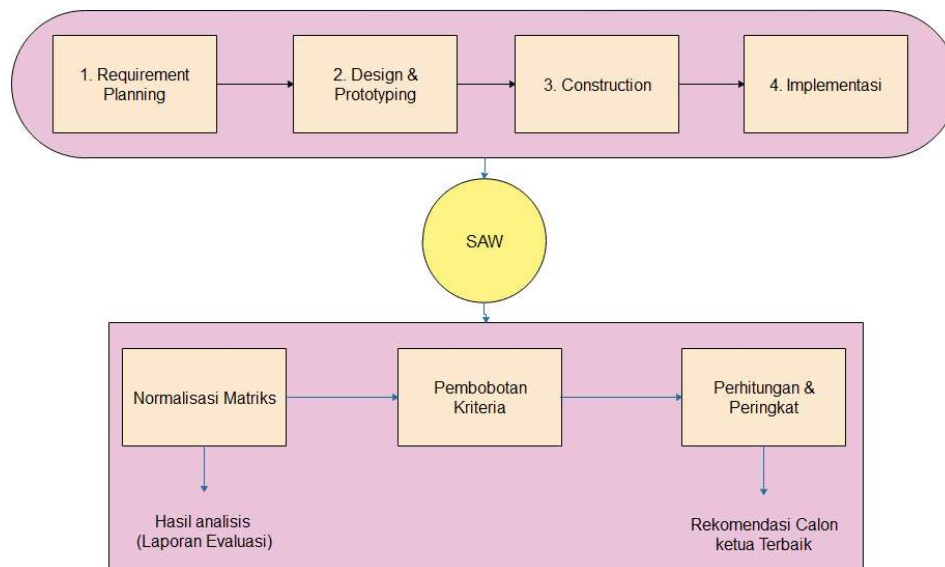 1. Requirement
Planning
2. Design &
Prototyping
3. Construction
4. Implementasi
SAW
Normalisasi Matriks
Pembobotan
Kriteria
Perhitungan &
Peringkat
Hasil analisis
(Laporan Evaluasi)
Rekomendasi Calon
ketua Terbaik